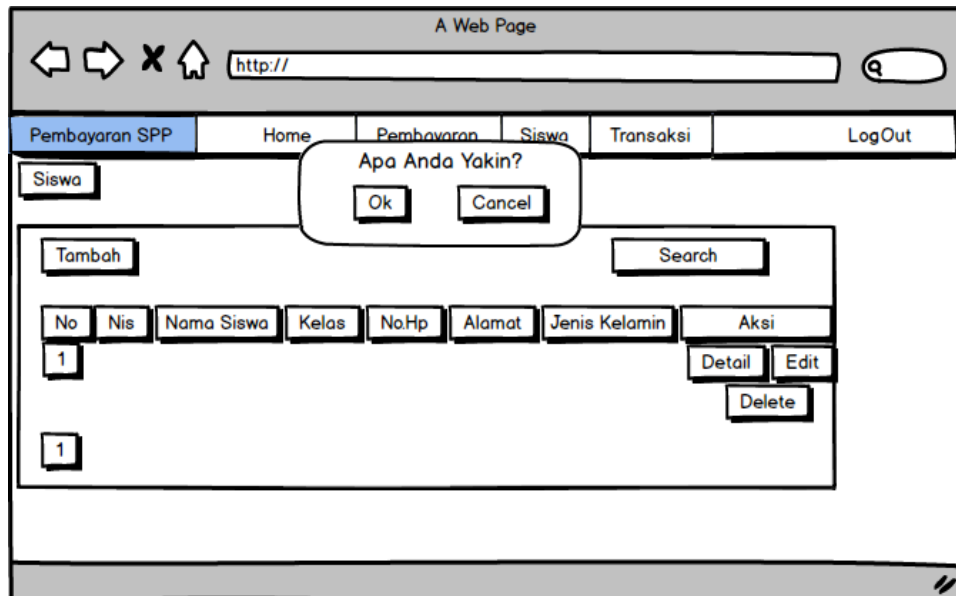 A Web Page
http://
Pembayaran SPP Home Pembayaran Siswa Transaksi LogOut
Apa Anda Yakin?
Siswa
Ok Cancel
Tambah Search
No Nis Nama Siswa Kelas No.Hp Alamat Jenis Kelamin Aksi
1 Detail Edit
Delete
1